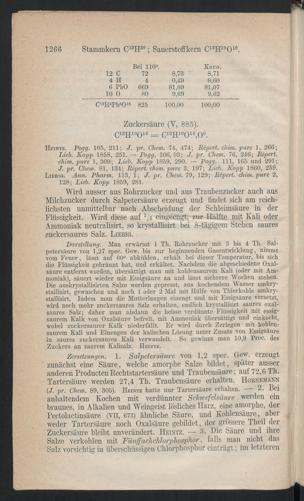 1266 Stammkern C¹²H²⁰; Sauerstoffkern C¹²H¹⁰O¹⁰.
Bei 110°. KRUG.
12 C 72 8,73 8,71
4 H 4 0,49 0,60
6 PbO 669 81,09 81,07
10 O 80 9,69 9,62
C¹²H⁴Pb⁶O¹⁶ 825 100,00 100,00
Zuckersäure (V, 885).
C¹²H¹⁰O¹⁶ = C¹²H¹⁰O¹⁰,O⁶.
HEINTZ. Pogg. 105, 211; J. pr. Chem. 74, 474; Répert. chim. pure 1, 266;
Lieb. Kopp 1858, 251. — Pogg. 106, 93; J. pr. Chem. 76, 246; Répert.
chim. pure 1, 309; Lieb. Kopp 1859, 290. — Pogg. 111, 165 und 291;
J. pr. Chem. 81, 134; Répert. chim. pure 3, 197; Lieb. Kopp 1860, 259.
LIEBIG. Ann. Pharm. 113, 1; J. pr. Chem. 79, 129; Répert. chim. pure 2,
128; Lieb. Kopp 1859, 281.
Wird ausser aus Rohrzucker und aus Traubenzucker auch aus
Milchzucker durch Salpetersäure erzeugt und findet sich am reich-
lichsten unmittelbar nach Abscheidung der Schleimsäure in der
Flüssigkeit. Wird diese auf eingeengt, zur Hälfte mit Kali oder
Ammoniak neutralisirt, so krystallisirt bei 8-tägigem Stehen saures
zuckersaures Salz. LIEBIG.
Darstellung. Man erwärmt 1 Th. Rohrzucker mit 3 bis 4 Th. Sal-
petersäure von 1,27 spec. Gew. bis zur beginnenden Gasentwicklung, nimmt
vom Feuer, lässt auf 60° abkühlen, erhält bei dieser Temperatur, bis sich
die Flüssigkeit gebräunt hat, und erkältet. Nachdem die abgeschiedene Oxal-
säure entfernt wurden, übersättigt man mit kohlensaurem Kali (oder mit Am-
moniak), säuert wieder mit Essigsäure an und lässt mehrere Wochen stehen.
Die auskrystallisirten Salze werden gepresst, aus kochendem Wasser umkry-
stallisirt, gewaschen und noch 1 oder 2 Mal mit Hülfe von Thierkohle umkry-
stallisirt. Indem man die Mutterlaugen einengt und mit Essigsäure ersetzt,
wird noch mehr zuckersaures Salz erhalten, endlich krystallisirt saures oxal-
saures Salz; daher man alsdann die heisse verdünnte Flüssigkeit mit essig-
saurem Kalk von Oxalsäure befreit, mit Ammoniak übersättigt und einkocht,
wobei zuckersaurer Kalk niederfällt. Er wird durch Zerlegen mit kohlen-
saurem Kali und Einengen der kalischen Lösung unter Zusatz von Essigsäure
in saures zuckersaures Kali verwandelt. So gewinnt man 10,9 Proc. des
Zuckers an saurem Kalisalz. HEINTZ.
Zersetzungen. 1. Salpetersäure von 1,2 spec. Gew. erzeugt
zunächst eine Säure, welche amorphe Salze bildet, später ausser
anderen Producten Rechtstartersäure und Traubensäure; auf 72,6 Th.
Tartersäure werden 27,4 Th. Traubensäure erhalten. HORNEMANN
(J. pr. Chem. 89, 305). HEINTZ hatte nur Tartersäure erhalten. — 2. Bei
anhaltendem Kochen mit verdünnter Schwefelsäure werden ein
braunes, in Alkalien und Weingeist lösliches HARZ, eine amorphe, der
Pectolactinsäure (VII, 673) ähnliche Säure, und Kohlensäure, aber
weder Tartersäure noch Oxalsäure gebildet, der grössere Theil der
Zuckersäure bleibt unverändert. HEINTZ. — 3. Die Säure und ihre
Salze verkohlen mit Fünffachchlorphosphor, falls man nicht das
Salz vorsichtig in überschüssigen Chlorphosphor einträgt; im letzteren